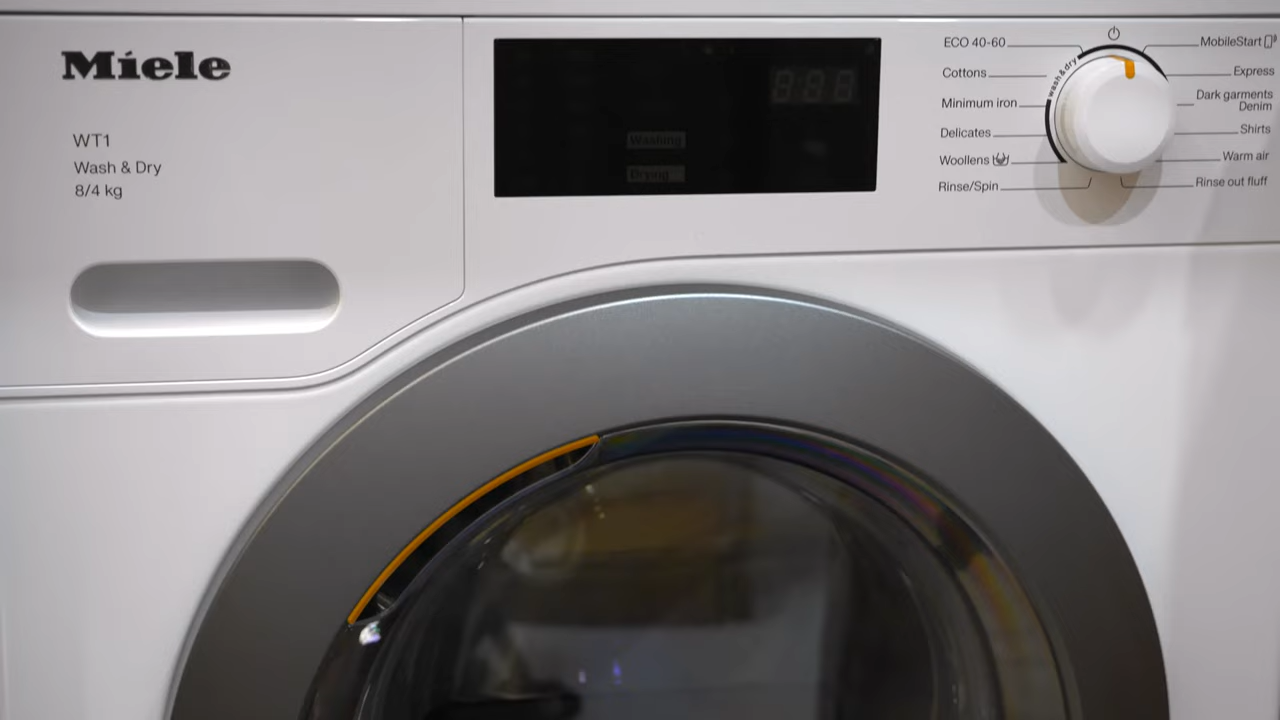 Miele
WT1
Wash & Dry
8/4 kg
888
Washing
Drying
ECO 40-60
Cottons
Minimum iron
Delicates
Woollens
Rinse/Spin
wash&dry
MobileStart
Express
Dark garments
Denim
Shirts
Warm air
Rinse out fluff